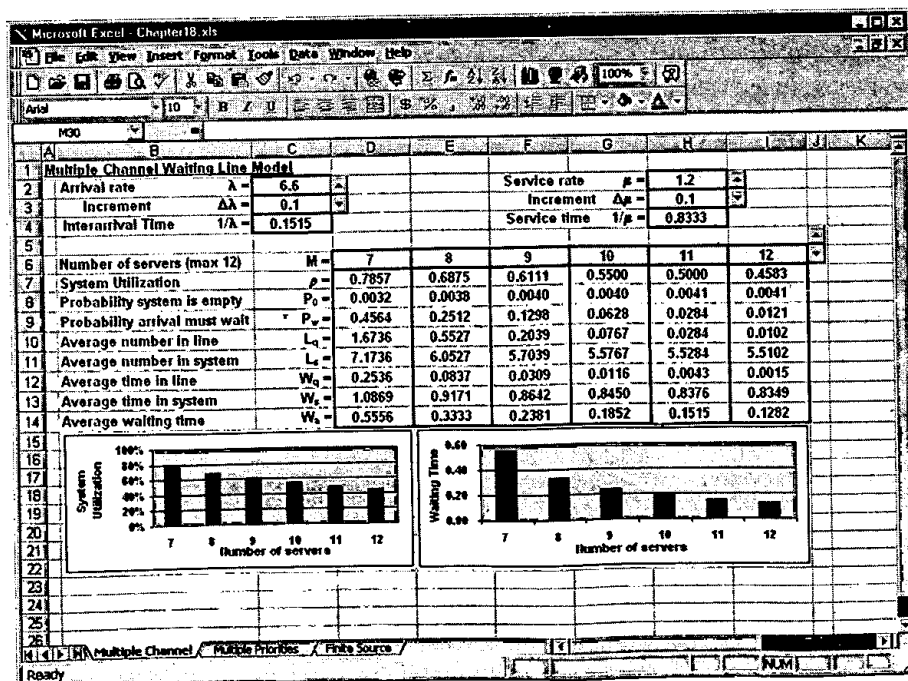 Microsoft Excel - Chapter18.xls
File Edit View Insert Format Tools Data Window Help
100%
Arial 10 B I U $ % ,
M30 =
A B C D E F G H I J K
1 Multiple Channel Waiting Line Model
2 Arrival rate λ = 6.6 Service rate μ = 1.2
3 Increment Δλ = 0.1 Increment Δμ = 0.1
4 Interarrival Time 1/λ = 0.1515 Service time 1/μ = 0.8333
5
6 Number of servers (max 12) M = 7 8 9 10 11 12
7 System Utilization ρ = 0.7857 0.6875 0.6111 0.5500 0.5000 0.4583
8 Probability system is empty P₀ = 0.0032 0.0038 0.0040 0.0040 0.0041 0.0041
9 Probability arrival must wait Pw = 0.4564 0.2512 0.1298 0.0628 0.0284 0.0121
10 Average number in line Lq = 1.6736 0.5527 0.2039 0.0767 0.0284 0.0102
11 Average number in system Ls = 7.1736 6.0527 5.7039 5.5767 5.5284 5.5102
12 Average time in line Wq = 0.2536 0.0837 0.0309 0.0116 0.0043 0.0015
13 Average time in system Ws = 1.0869 0.9171 0.8642 0.8450 0.8376 0.8349
14 Average waiting time 0.5556 0.3333 0.2381 0.1852 0.1515 0.1282
15
16
17
18
19
20
21
22
23
24
25
26
System Utilization
100%
80%
60%
40%
20%
0%
7 8 9 10 11 12
Number of servers
Waiting Time
0.60
0.40
0.20
0.00
7 8 9 10 11 12
Number of servers
Multiple Channel Multiple Priorities Finite Source
Ready NUM